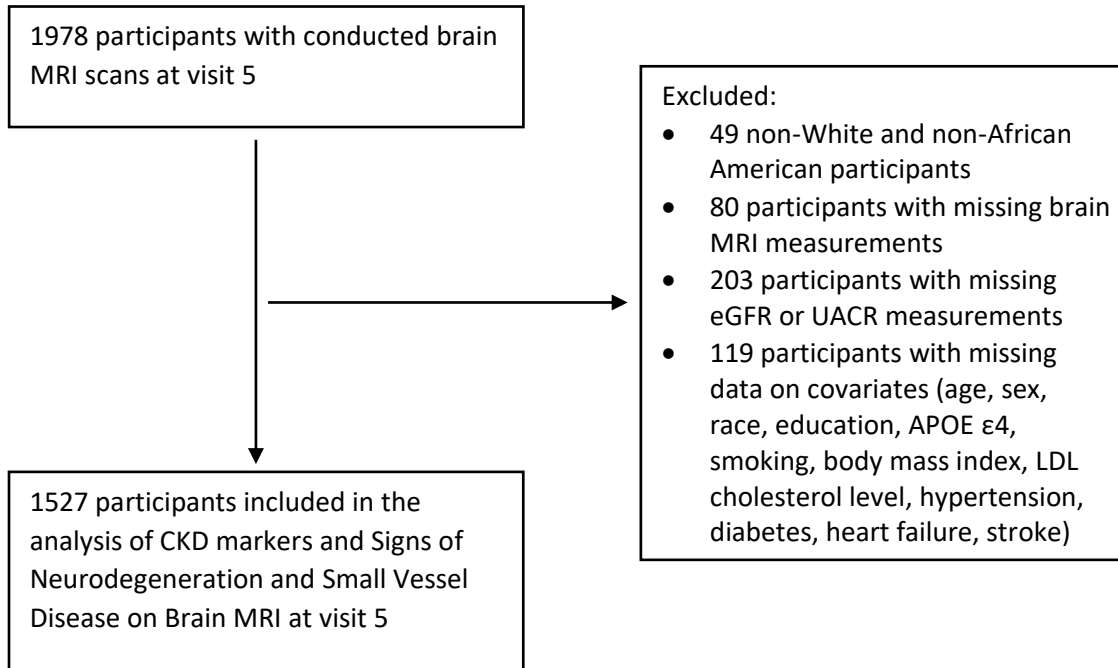 1978 participants with conducted brain
MRI scans at visit 5
Excluded:
• 49 non-White and non-African
American participants
• 80 participants with missing brain
MRI measurements
• 203 participants with missing
eGFR or UACR measurements
• 119 participants with missing
data on covariates (age, sex,
race, education, APOE ε4,
smoking, body mass index, LDL
cholesterol level, hypertension,
diabetes, heart failure, stroke)
1527 participants included in the
analysis of CKD markers and Signs of
Neurodegeneration and Small Vessel
Disease on Brain MRI at visit 5